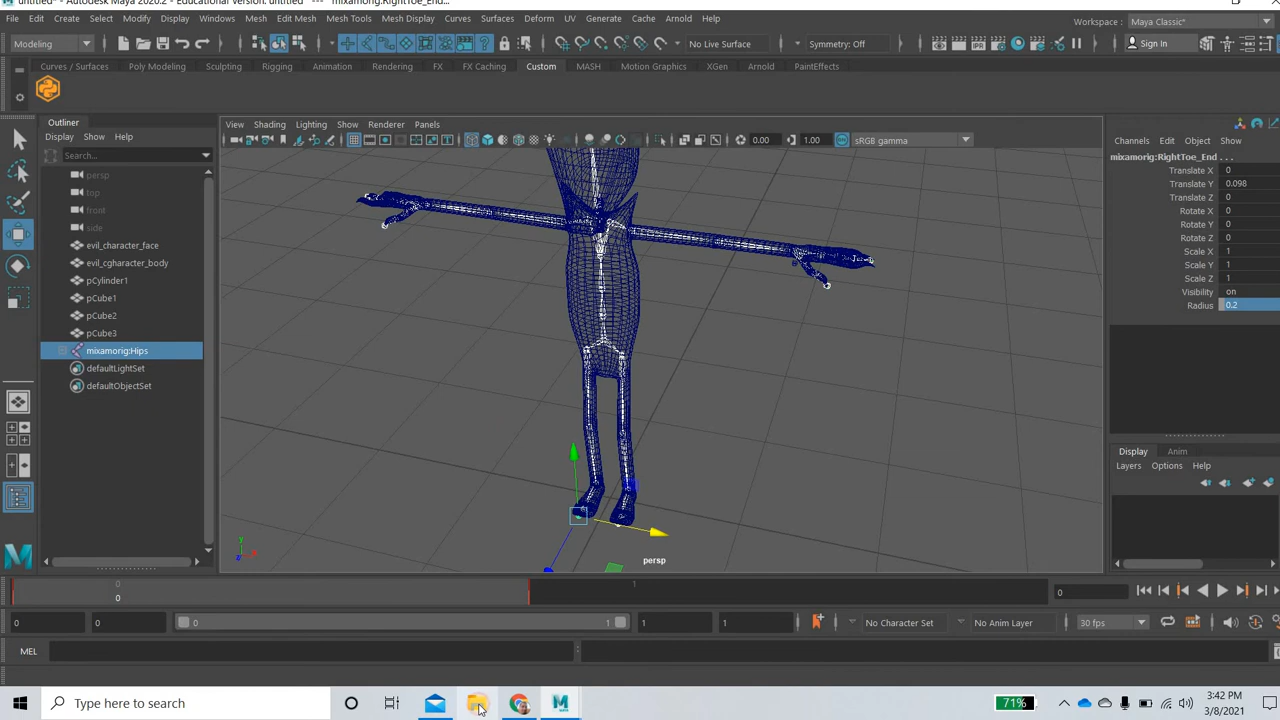 untitled* - Autodesk Maya 2020.2 - Educational Version: untitled --- mixamorig:RightToe_End...
File Edit Create Select Modify Display Windows Mesh Edit Mesh Mesh Tools Mesh Display Curves Surfaces Deform UV Generate Cache Arnold Help
Workspace : Maya Classic*
Modeling No Live Surface Symmetry: Off Sign In
Curves / Surfaces Poly Modeling Sculpting Rigging Animation Rendering FX FX Caching Custom MASH Motion Graphics XGen Arnold PaintEffects
Outliner
Display Show Help
Search...
persp
top
front
side
evil_character_face
evil_cgharacter_body
pCylinder1
pCube1
pCube2
pCube3
mixamorig:Hips
defaultLightSet
defaultObjectSet
View Shading Lighting Show Renderer Panels
0.00 1.00 sRGB gamma
y
z
persp
Channels Edit Object Show
mixamorig:RightToe_End . . .
Translate X 0
Translate Y 0.098
Translate Z 0
Rotate X 0
Rotate Y 0
Rotate Z 0
Scale X 1
Scale Y 1
Scale Z 1
Visibility on
Radius 0.2
Display Anim
Layers Options Help
0 1
0 0
0 0 0 1 1 1 No Character Set No Anim Layer 30 fps
MEL
Type here to search 71% 3:42 PM
3/8/2021